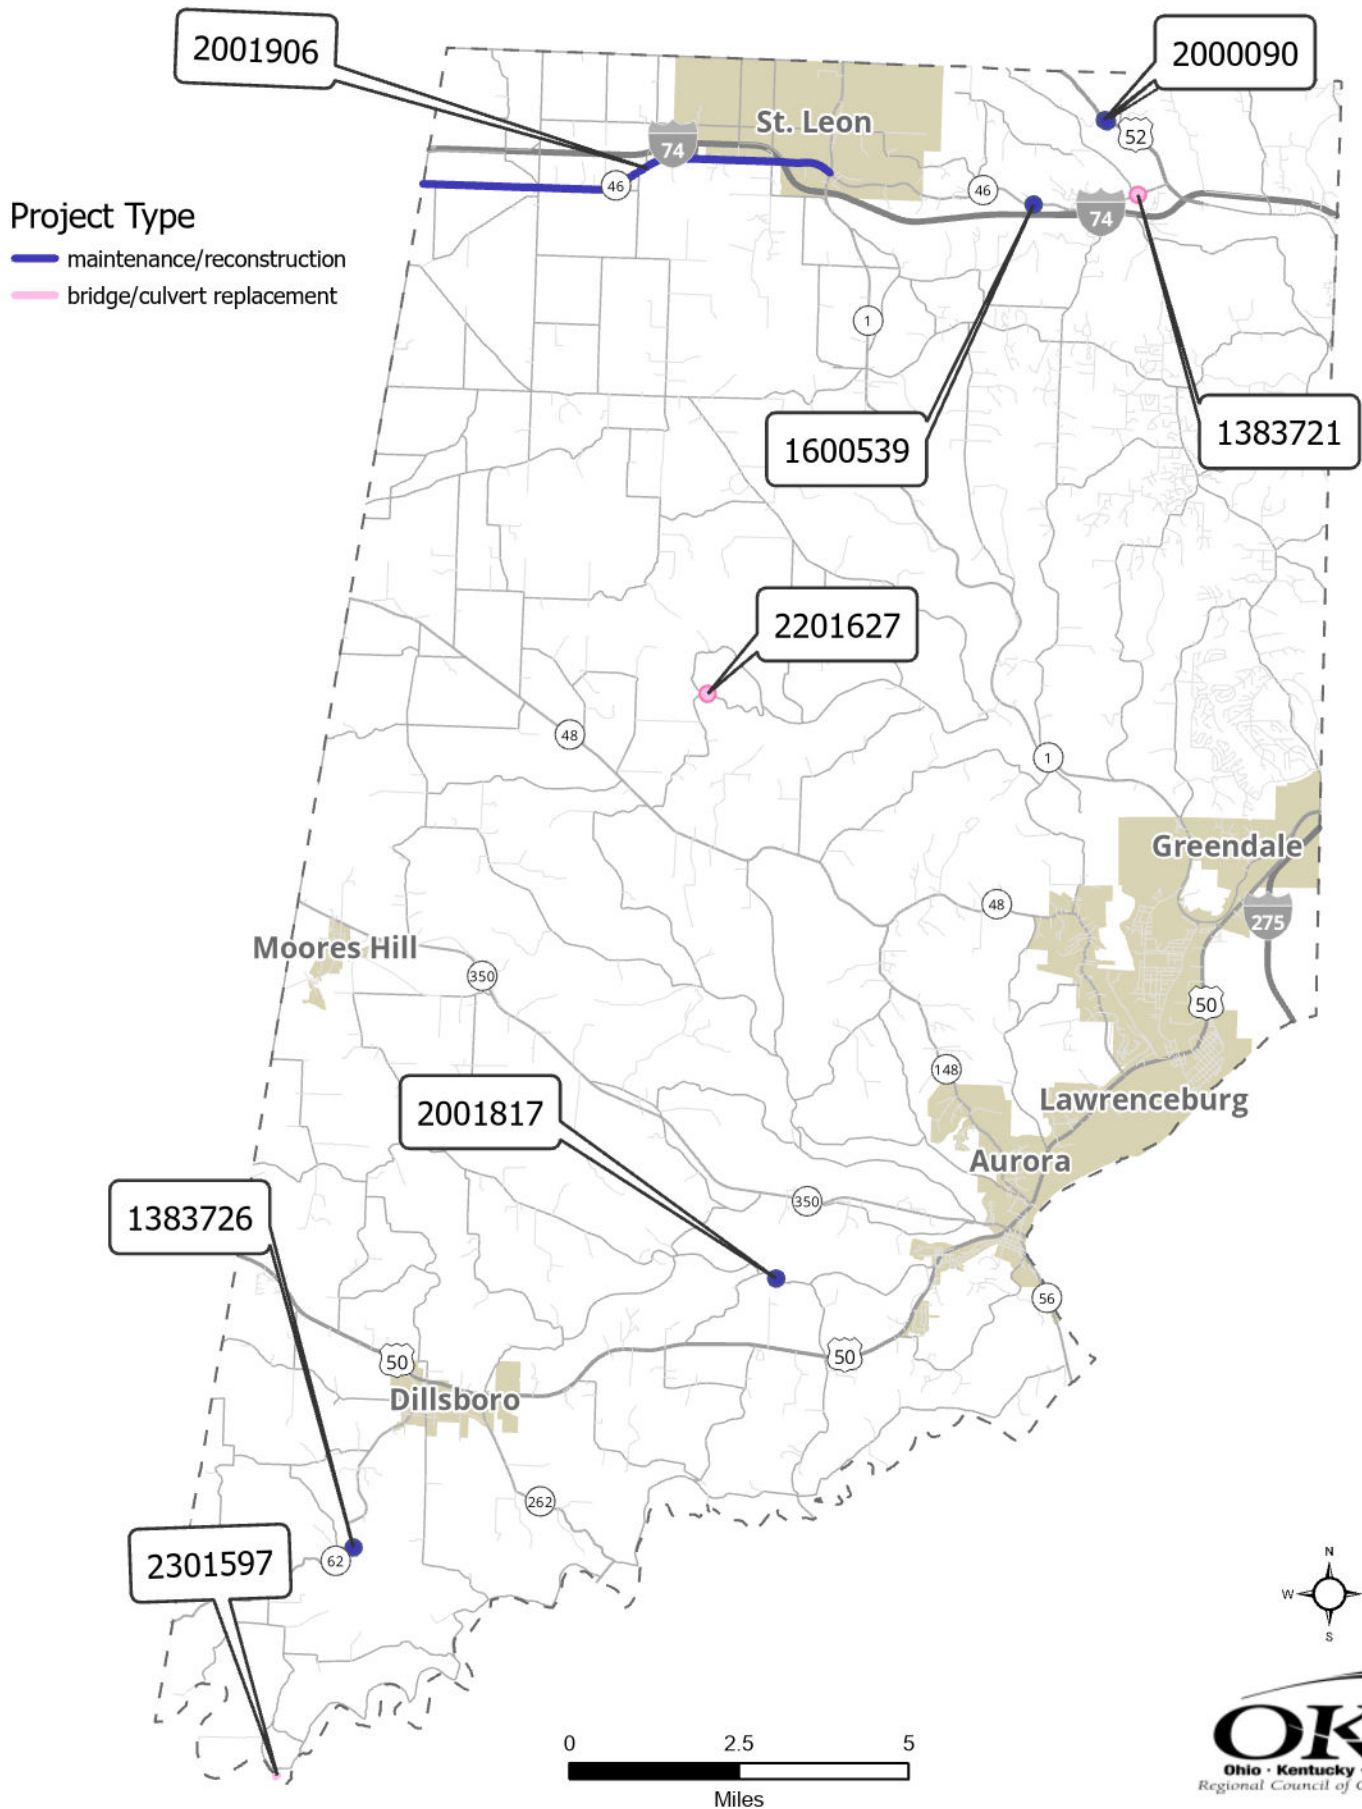 2001906
2000090
St. Leon
52
74
46
46
74
Project Type
maintenance/reconstruction
bridge/culvert replacement
1
1600539
1383721
2201627
48
1
Greendale
48
275
Moores Hill
350
50
148
Lawrenceburg
2001817
Aurora
350
1383726
56
50
50
Dillsboro
262
62
2301597
N
W
S
0 2.5 5
Miles
Ohio · Kentucky ·
Regional Council of